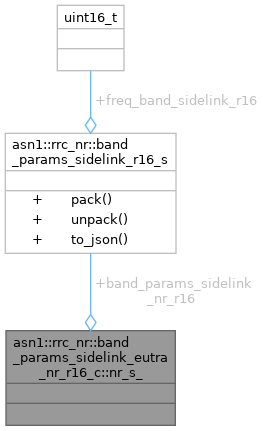 uint16_t
+freq_band_sidelink_r16
asn1::rrc_nr::band
_params_sidelink_r16_s
+ pack()
+ unpack()
+ to_json()
+band_params_sidelink
_nr_r16
asn1::rrc_nr::band
_params_sidelink_eutra
_nr_r16_c::nr_s_